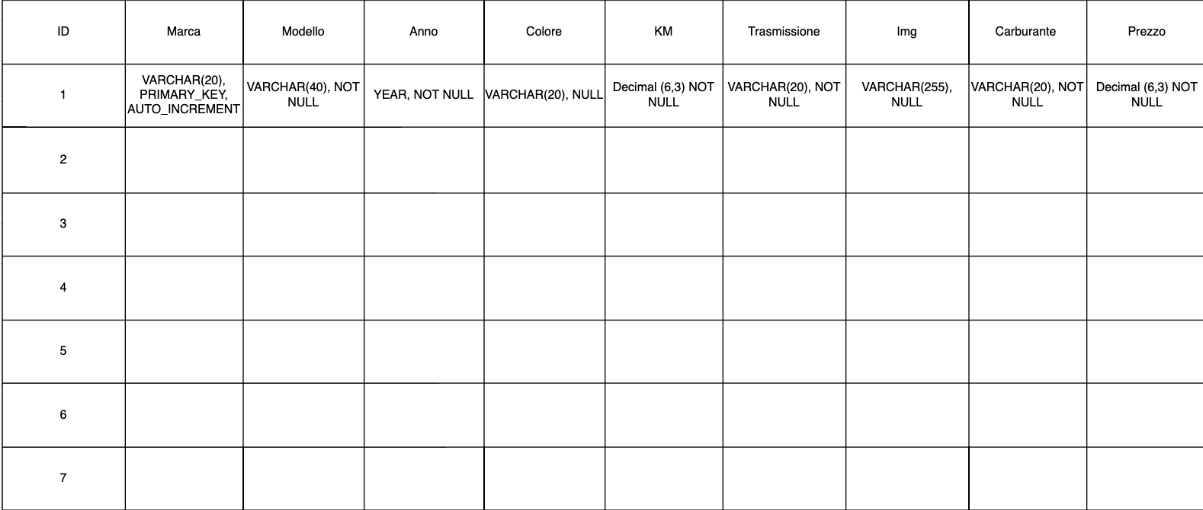 ID Marca Modello Anno Colore KM Trasmissione Img Carburante Prezzo
1
VARCHAR(20),
PRIMARY_KEY,
AUTO_INCREMENT
VARCHAR(40), NOT
NULL
YEAR, NOT NULL
VARCHAR(20), NULL
Decimal (6,3) NOT
NULL
VARCHAR(20), NOT
NULL
VARCHAR(255),
NULL
VARCHAR(20), NOT
NULL
Decimal (6,3) NOT
NULL
2
3
4
5
6
7